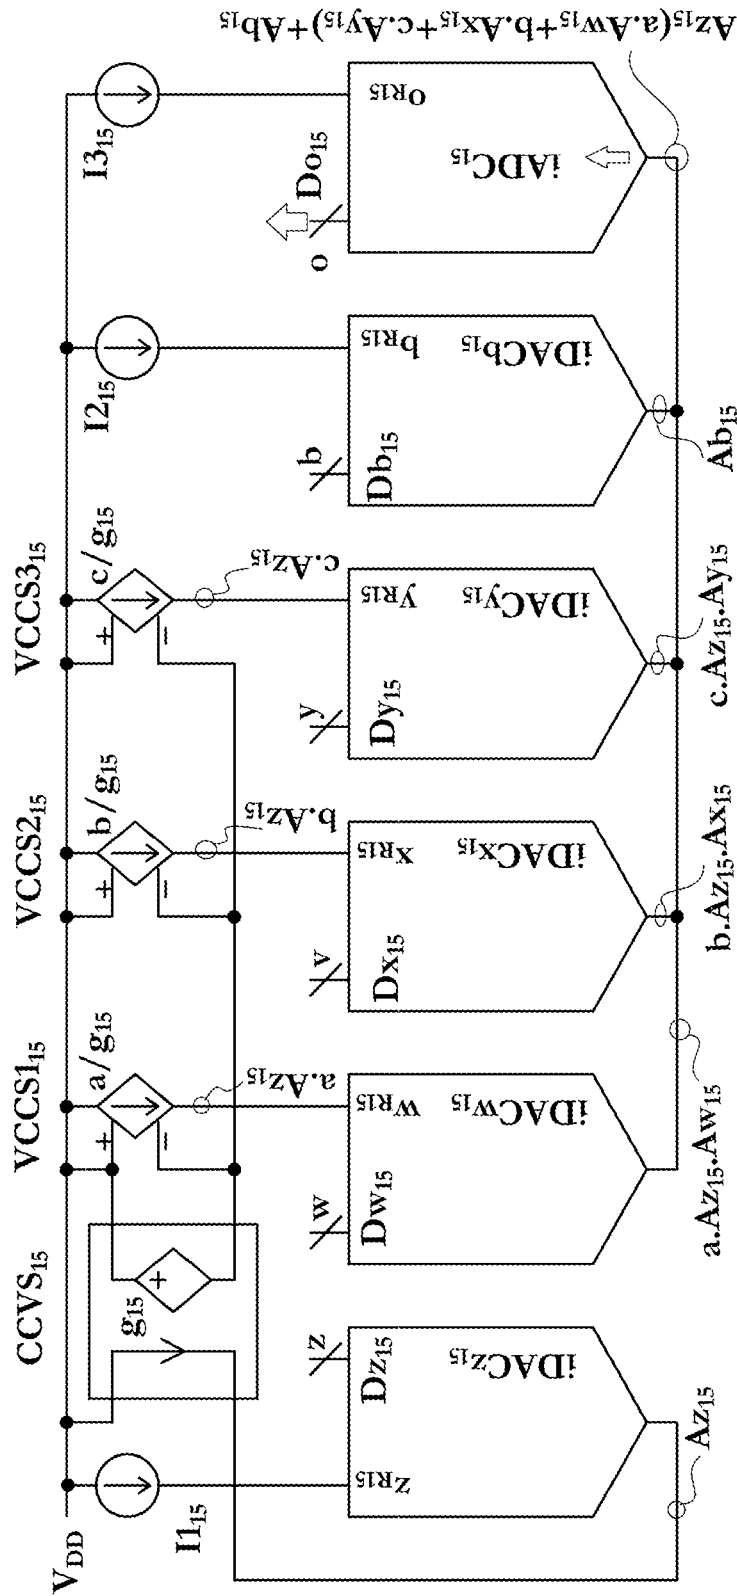 CCVS15
VCCS115
VCCS215
VCCS315
VDD
I115
g15
+
a/g15
+
−
b/g15
+
−
c/g15
+
−
I215
I315
a.Az15
b.Az15
c.Az15
z
w
v
y
b
o
zR15
Dz15
iDACz15
Dw15
wR15
iDACw15
Dx15
xR15
iDACx15
Dy15
yR15
iDACy15
Db15
bR15
iDACb15
Do15
oR15
iADC15
Az15
a.Az15.Aw15
b.Az15.Ax15
c.Az15.Ay15
Ab15
Az15(a.Aw15+b.Ax15+c.Ay15)+Ab15